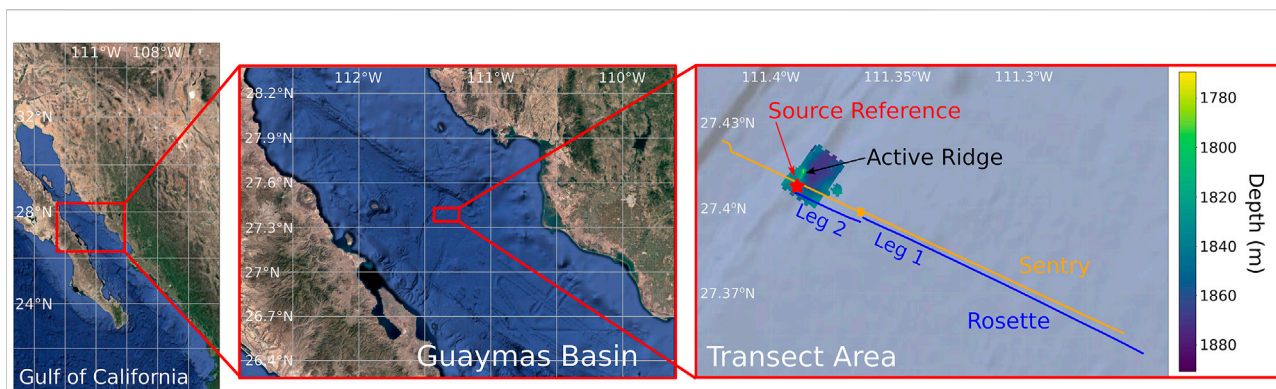 111°W 108°W
32°N
28°N
24°N
Gulf of California
112°W 111°W 110°W
28.2°N
27.9°N
27.6°N
27.3°N
27°N
26.7°N
26.4°N
Guaymas Basin
111.4°W 111.35°W 111.3°W
27.43°N
27.4°N
27.37°N
Source Reference
Active Ridge
Leg 2
Leg 1
Sentry
Rosette
Transect Area
1780
1800
1820
1840
1860
1880
Depth (m)